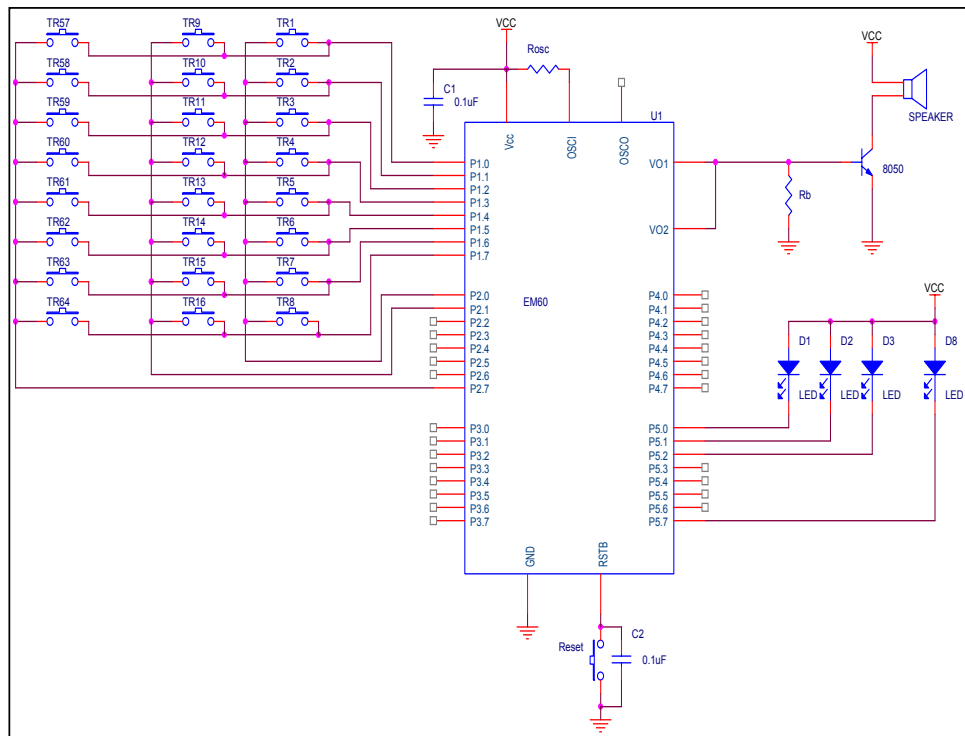 TR57 TR9 TR1
TR58 TR10 TR2
TR59 TR11 TR3
TR60 TR12 TR4
TR61 TR13 TR5
TR62 TR14 TR6
TR63 TR15 TR7
TR64 TR16 TR8
VCC
Rosc
C1
0.1uF
U1
Vcc
OSCI
OSCO
P1.0
P1.1
P1.2
P1.3
P1.4
P1.5
P1.6
P1.7
P2.0
P2.1
P2.2
P2.3
P2.4
P2.5
P2.6
P2.7
P3.0
P3.1
P3.2
P3.3
P3.4
P3.5
P3.6
P3.7
EM60
VO1
VO2
P4.0
P4.1
P4.2
P4.3
P4.4
P4.5
P4.6
P4.7
P5.0
P5.1
P5.2
P5.3
P5.4
P5.5
P5.6
P5.7
GND
RSTB
VCC
SPEAKER
8050
Rb
VCC
D1 D2 D3 D8
LED LED LED LED
Reset
C2
0.1uF